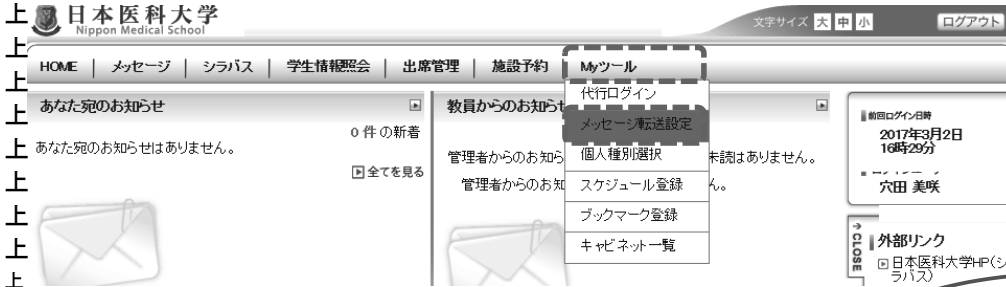 上
上
上
上
上
上
上
上
上
日本医科大学
Nippon Medical School
文字サイズ 大 中 小
ログアウト
HOME | メッセージ | シラバス | 学生情報照会 | 出席管理 | 施設予約 | Myツール
代行ログイン
メッセージ転送設定
個人種別選択
スケジュール登録
ブックマーク登録
キャビネット一覧
あなた宛のお知らせ
0 件の新着
あなた宛のお知らせはありません。
全てを見る
教員からのお知らせ
管理者からのお知ら
未読はありません。
管理者からのお知
ん。
前回ログイン日時
2017年3月2日
16時29分
穴田 美咲
CLOSE
外部リンク
日本医科大学HP(シ
ラバス)